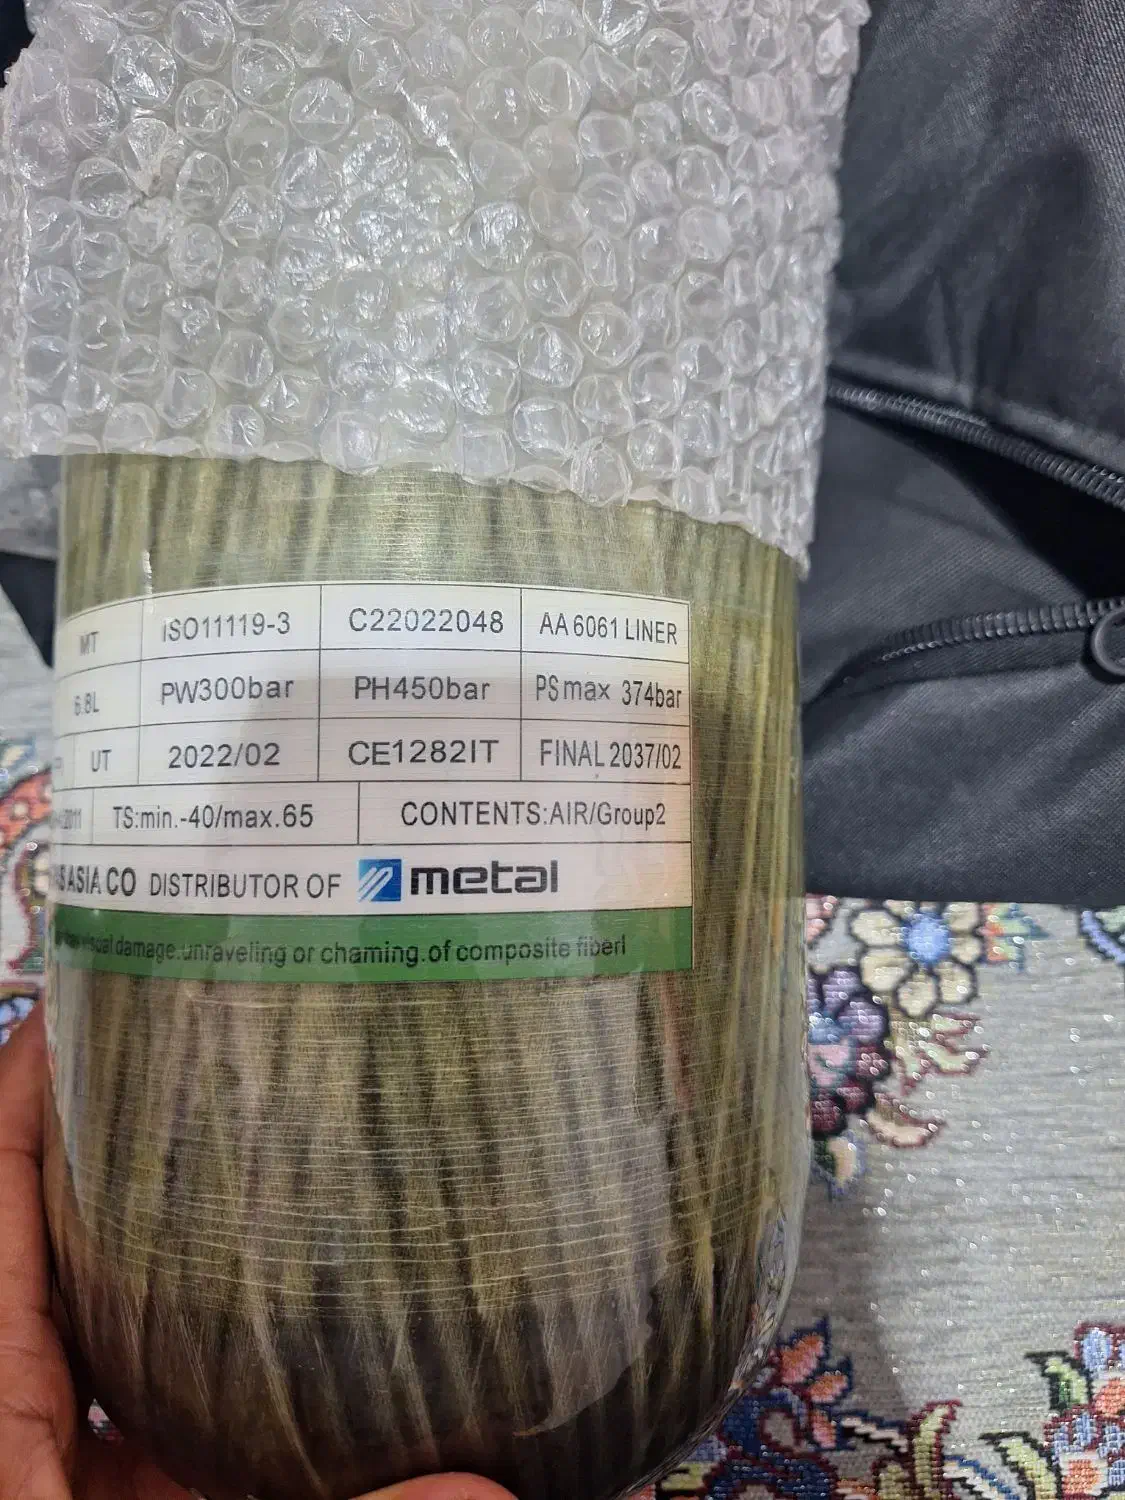 MT ISO11119-3 C22022048 AA 6061 LINER
6.8L PW300bar PH450bar PS max 374bar
UT 2022/02 CE1282IT FINAL 2037/02
2011 TS:min.-40/max.65 CONTENTS:AIR/Group2
ASIA CO DISTRIBUTOR OF metal
damage.unraveling or chaming.of composite fiberl